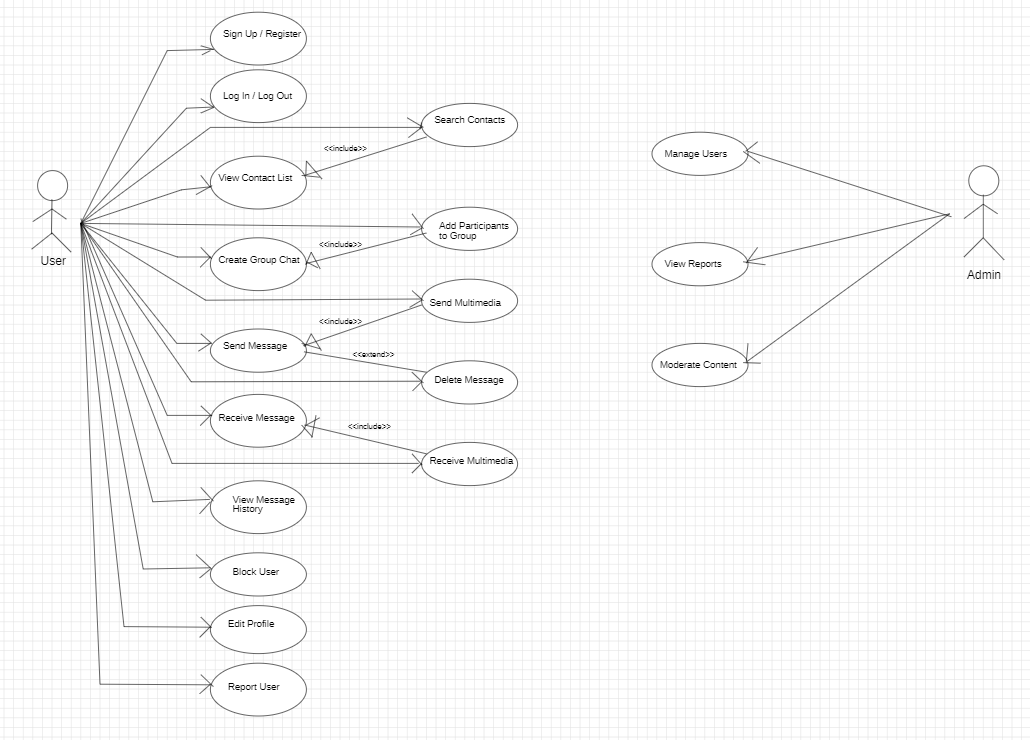 Sign Up / Register
Log In / Log Out
Search Contacts
<<include>>
View Contact List
Manage Users
User
Add Participants
to Group
<<include>>
Create Group Chat
View Reports
Admin
Send Multimedia
<<include>>
Send Message
<<extend>>
Delete Message
Moderate Content
Receive Message
<<include>>
Receive Multimedia
View Message
History
Block User
Edit Profile
Report User